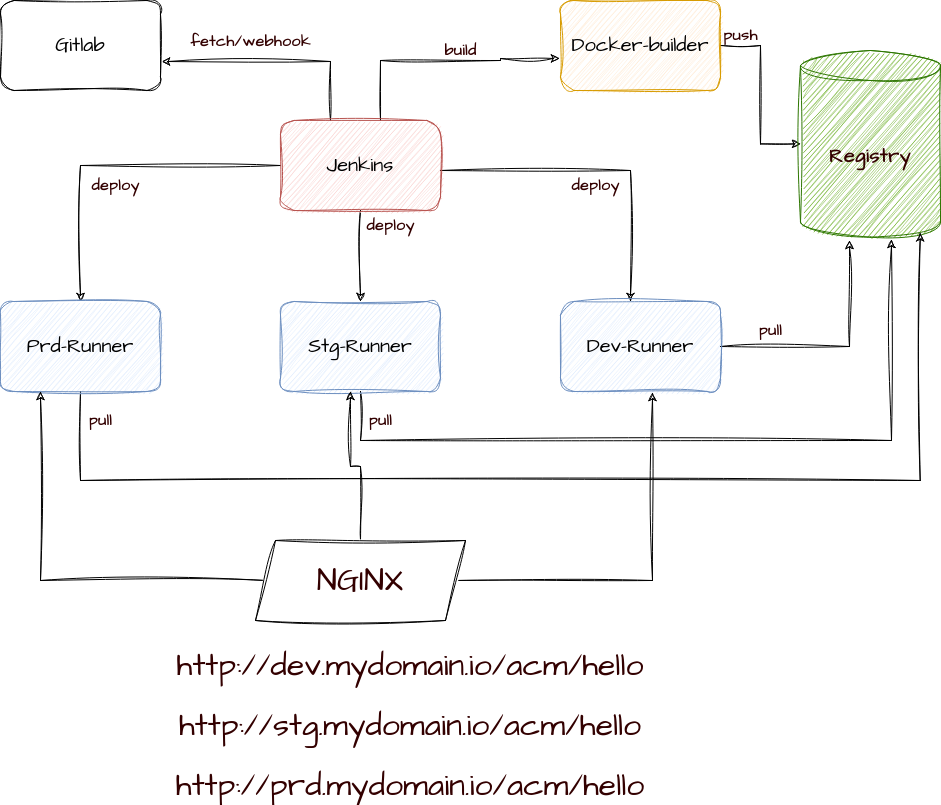 Gitlab
fetch/webhook
build
Docker-builder
push
Registry
Jenkins
deploy
deploy
deploy
Prd-Runner
Stg-Runner
Dev-Runner
pull
pull
pull
NGINX
http://dev.mydomain.io/acm/hello
http://stg.mydomain.io/acm/hello
http://prd.mydomain.io/acm/hello